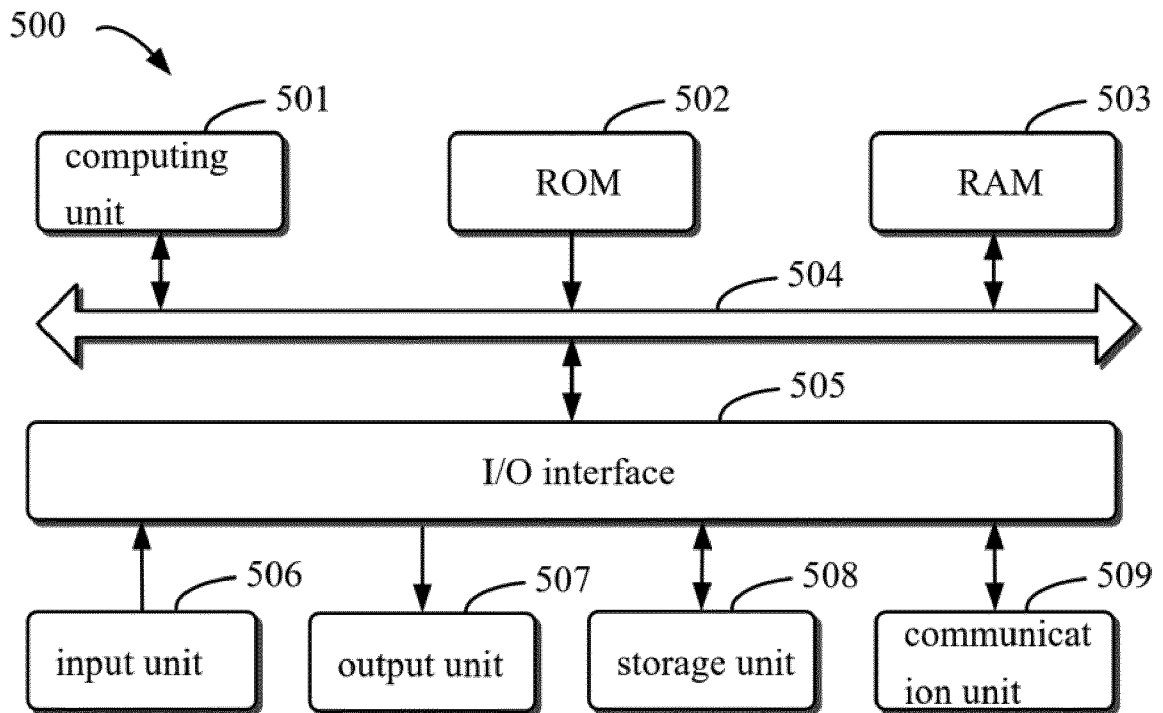 500
501
502
503
computing
unit
ROM
RAM
504
505
I/O interface
506
507
508
509
input unit
output unit
storage unit
communicat
ion unit